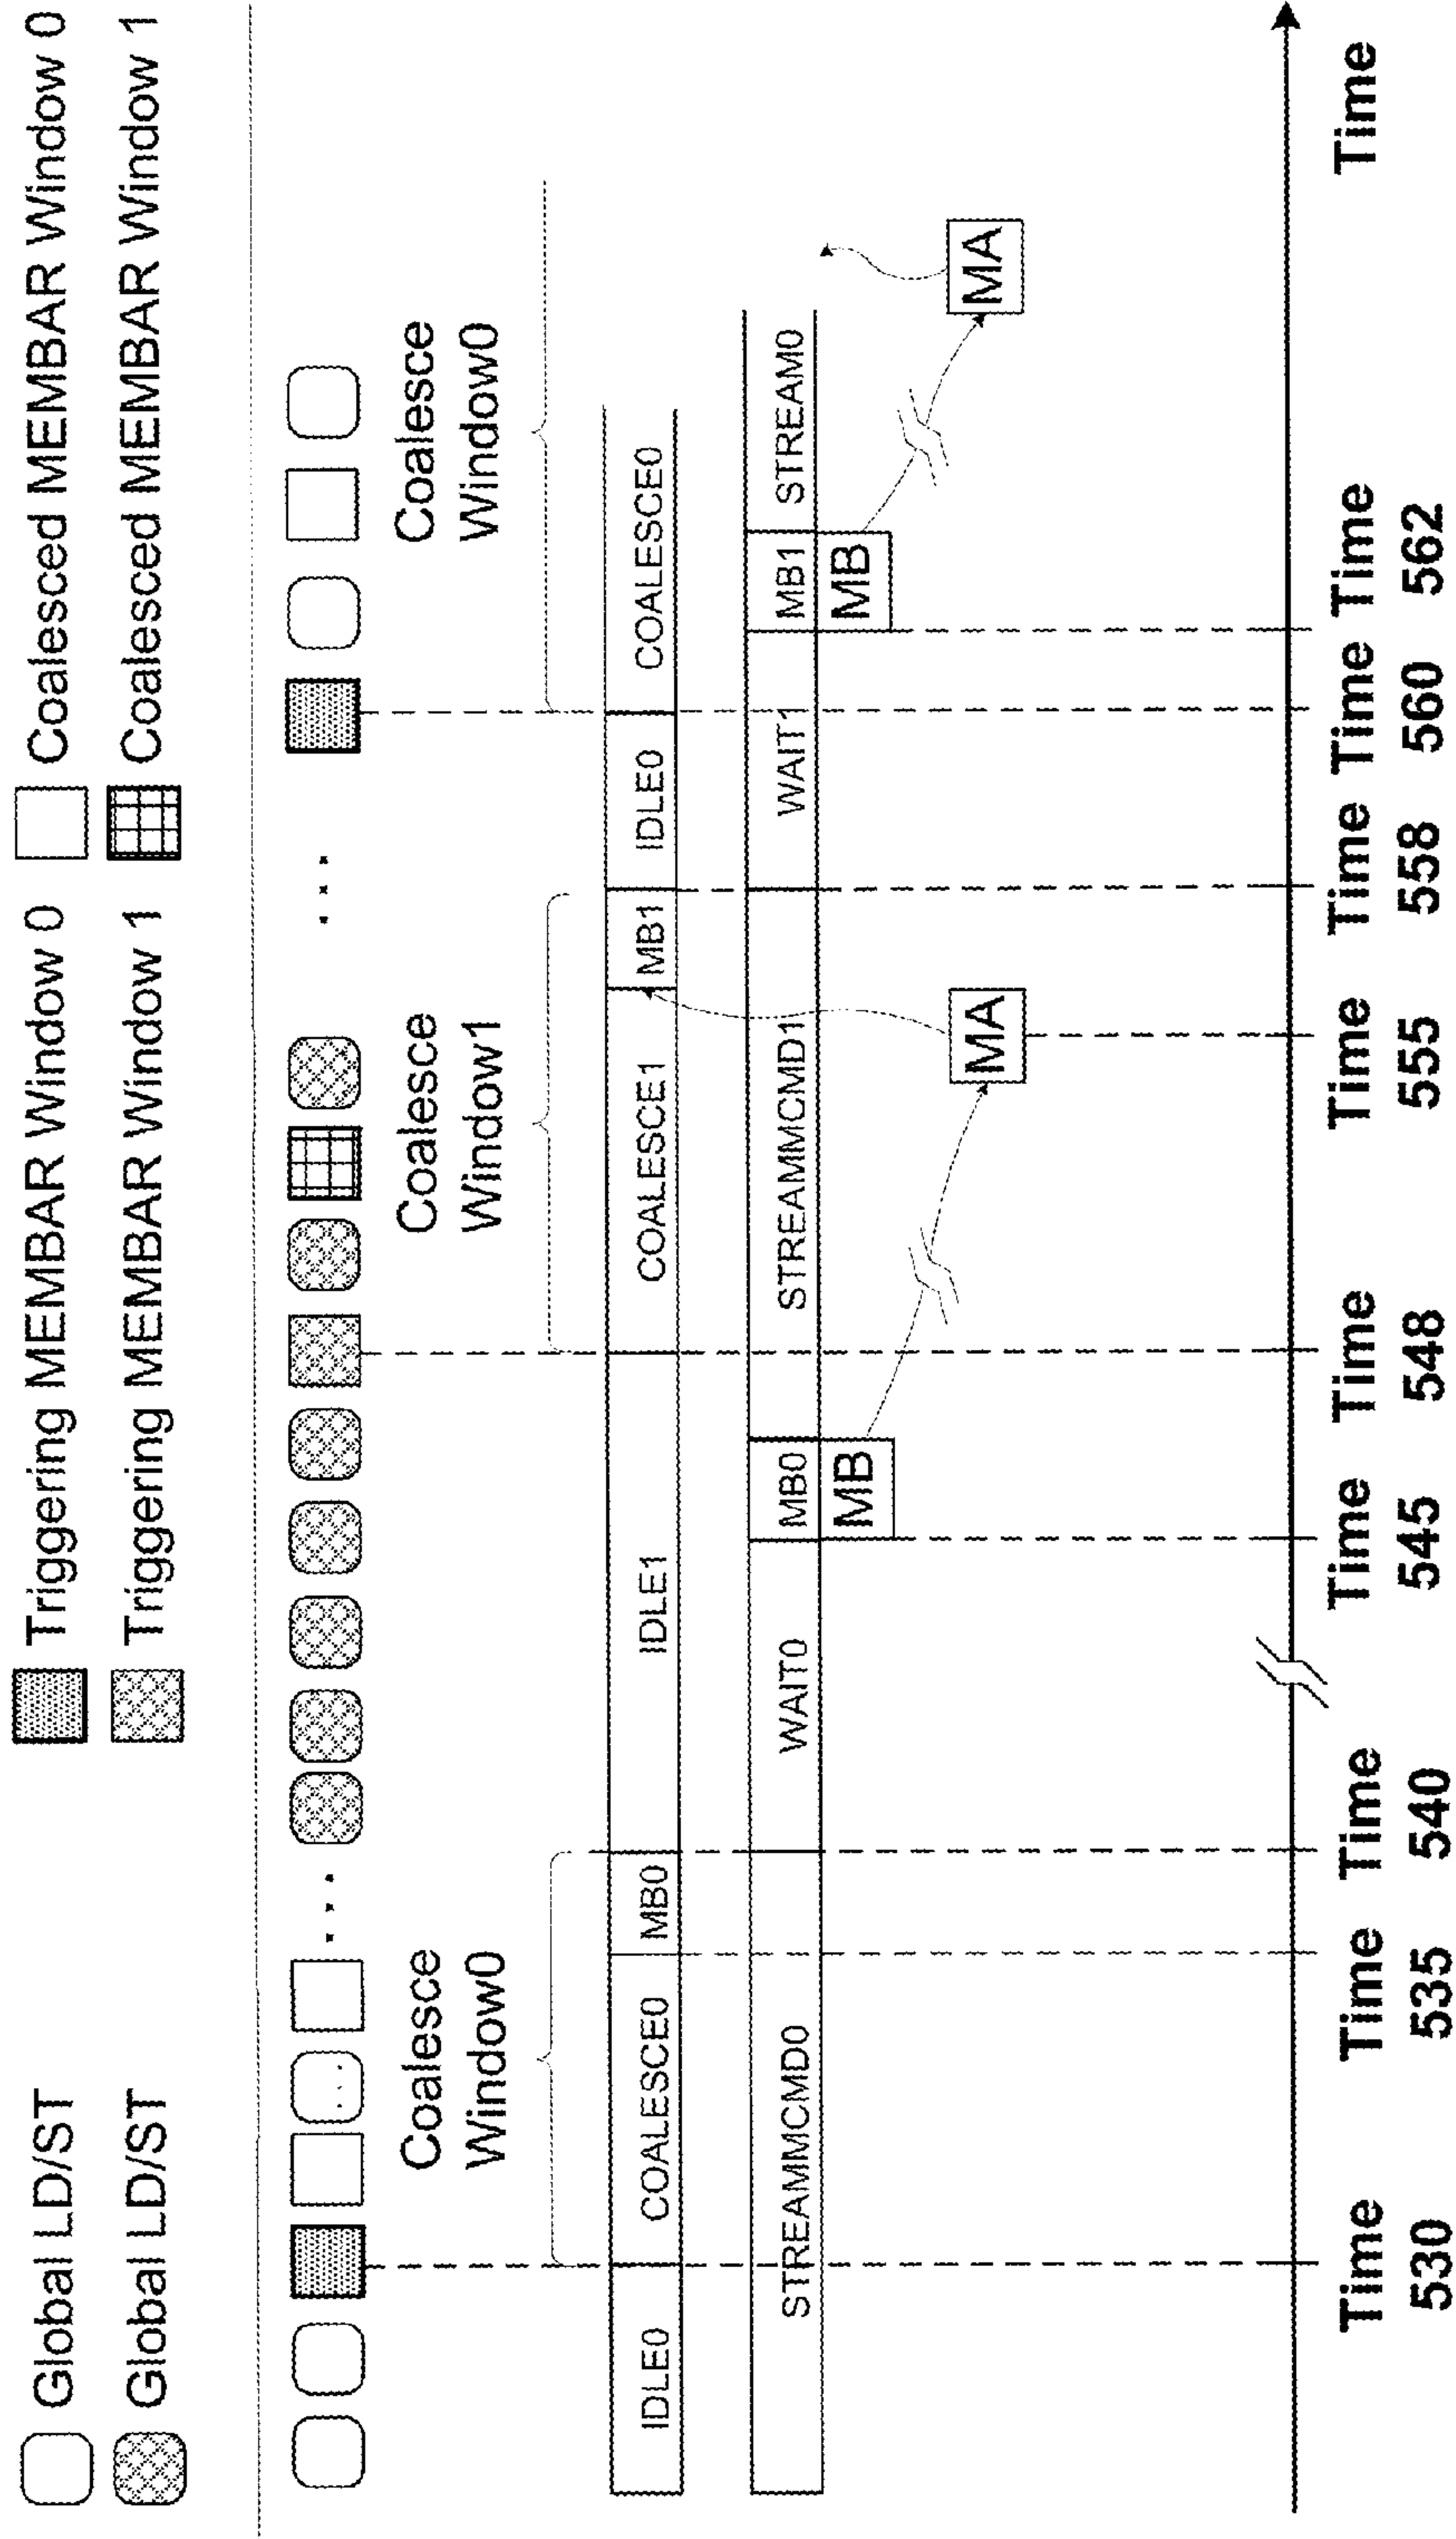 Global LD/ST
Triggering MEMBAR Window 0
Coalesced MEMBAR Window 0
Global LD/ST
Triggering MEMBAR Window 1
Coalesced MEMBAR Window 1
Coalesce
Window0
Coalesce
Window1
Coalesce
Window0
IDLE0
COALESCE0
MB0
IDLE1
COALESCE1
MB1
IDLE0
COALESCE0
STREAMMCMD0
WAIT0
MB0
STREAMMCMD1
WAIT1
MB1
STREAM0
MB
MB
MA
MA
Time
530
Time
535
Time
540
Time
545
Time
548
Time
555
Time
558
Time
560
Time
562
Time